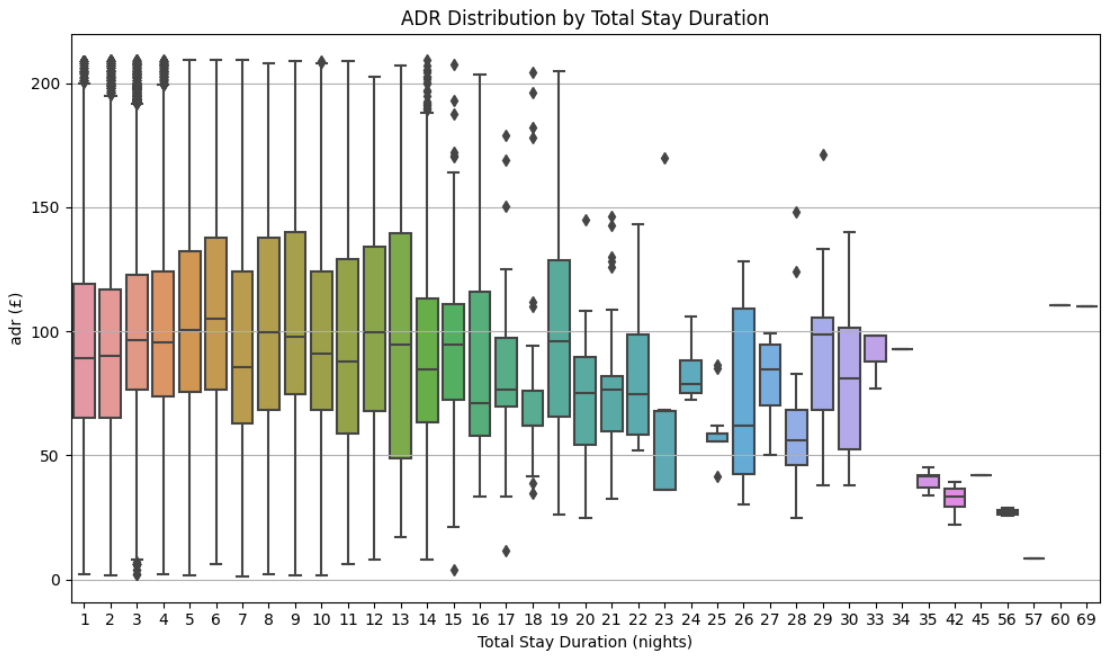 ADR Distribution by Total Stay Duration
adr (£)
200
150
100
50
0
1 2 3 4 5 6 7 8 9 10 11 12 13 14 15 16 17 18 19 20 21 22 23 24 25 26 27 28 29 30 33 34 35 42 45 56 57 60 69
Total Stay Duration (nights)